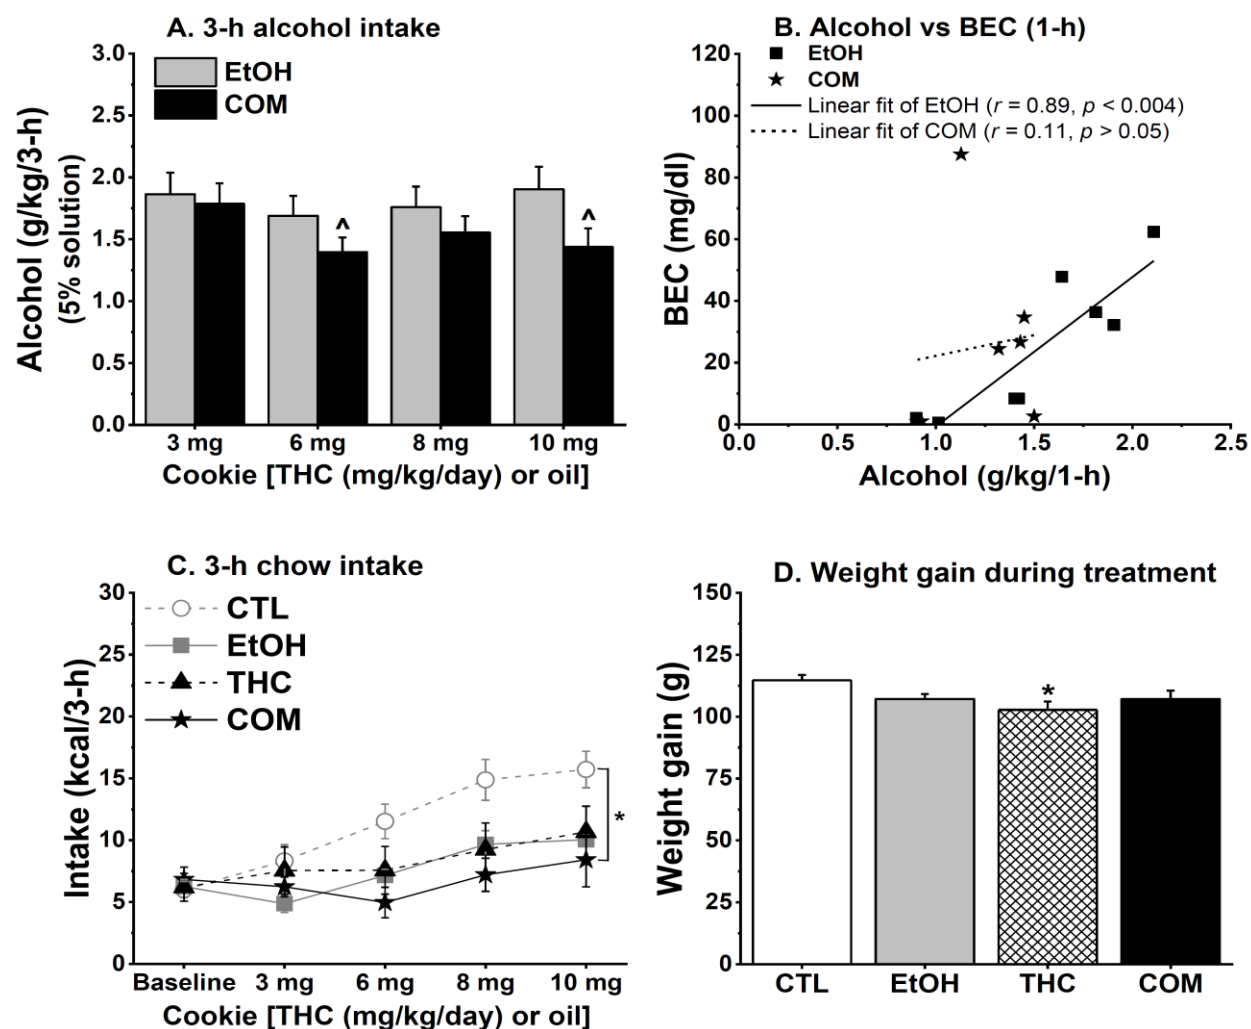 A. 3-h alcohol intake
Alcohol (g/kg/3-h)
(5% solution)
3.0
2.5
2.0
1.5
1.0
0.5
0.0
EtOH
COM
^
^
3 mg
6 mg
8 mg
10 mg
Cookie [THC (mg/kg/day) or oil]
B. Alcohol vs BEC (1-h)
BEC (mg/dl)
120
100
80
60
40
20
0
EtOH
COM
Linear fit of EtOH (r = 0.89, p < 0.004)
Linear fit of COM (r = 0.11, p > 0.05)
0.0
0.5
1.0
1.5
2.0
2.5
Alcohol (g/kg/1-h)
C. 3-h chow intake
Intake (kcal/3-h)
30
25
20
15
10
5
0
CTL
EtOH
THC
COM
*
Baseline
3 mg
6 mg
8 mg
10 mg
Cookie [THC (mg/kg/day) or oil]
D. Weight gain during treatment
Weight gain (g)
150
125
100
75
50
25
0
*
CTL
EtOH
THC
COM